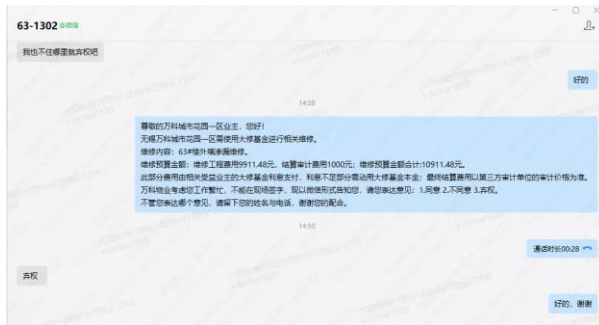 63-1302 @微信
我也不住哪里就弃权吧
好的
14:28
尊敬的万科城市花园一区业主，您好！
无锡万科城市花园一区需使用大修基金进行相关维修。
维修内容：63#楼外墙渗漏维修。
维修预算金额：维修工程费用9911.48元，结算审计费用1000元；维修预算金额合计:10911.48元。
此部分费用由相关受益业主的大修基金利息支付，利息不足部分需动用大修基金本金；最终结算费用以第三方审计单位的审计价格为准。
万科物业考虑您工作繁忙，不能在现场签字，现以微信形式告知您，请您表达意见：1.同意 2.不同意 3.弃权。
不管您表达哪个意见，请留下您的姓名与电话，谢谢您的配合。
14:50
通话时长00:28
弃权
好的，谢谢